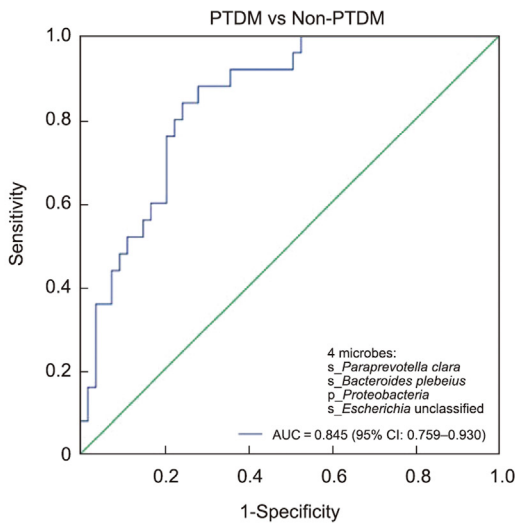 PTDM vs Non-PTDM
1.0
0.8
0.6
0.4
0.2
0
Sensitivity
4 microbes:
s_Paraprevotella clara
s_Bacteroides plebeius
p_Proteobacteria
s_Escherichia unclassified
AUC = 0.845 (95% CI: 0.759–0.930)
0.2 0.4 0.6 0.8 1.0
1-Specificity